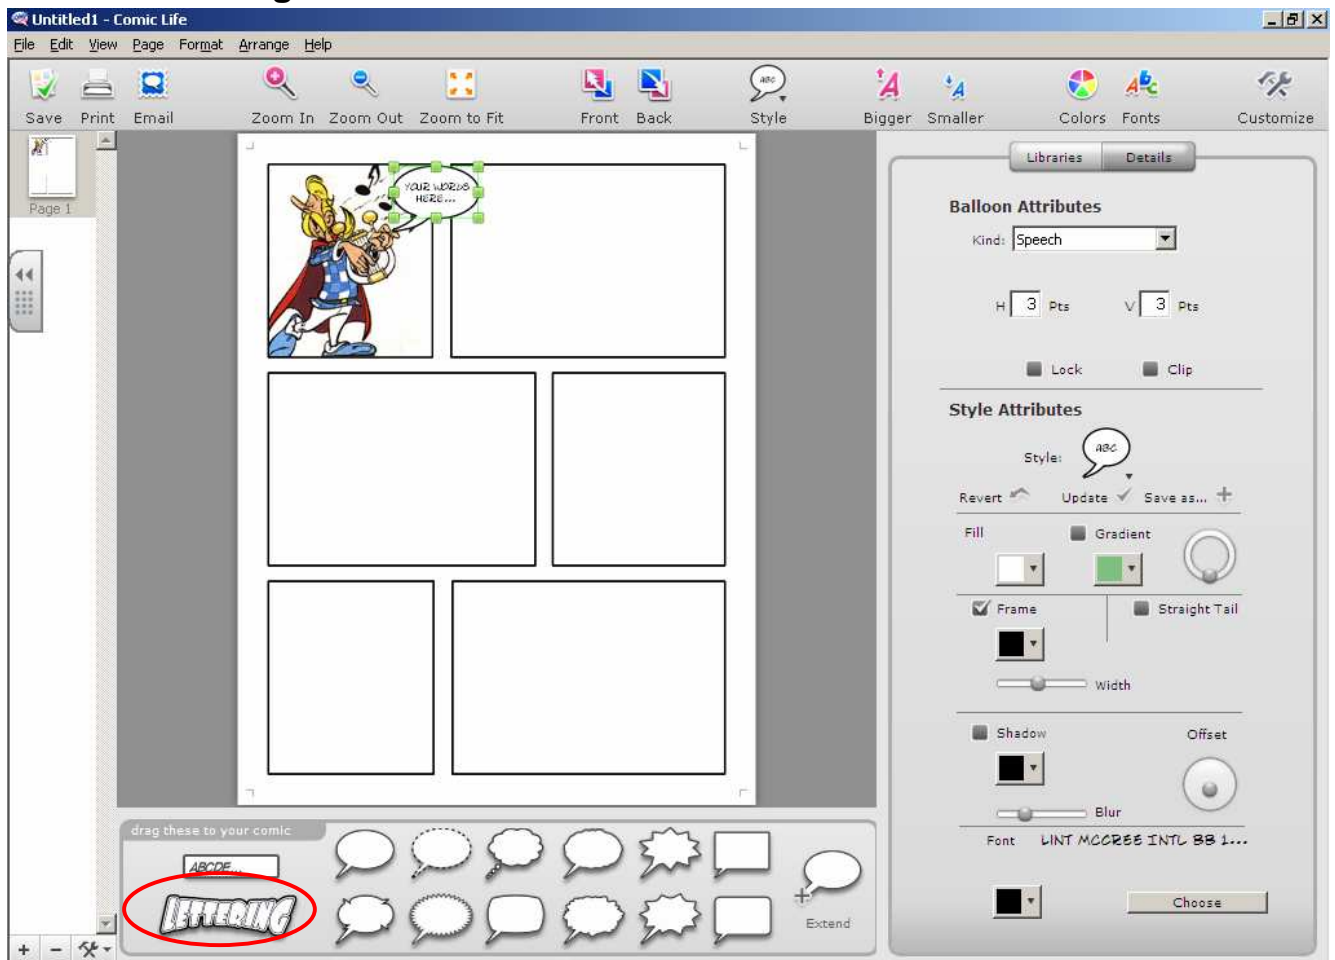 Untitled1 - Comic Life
File Edit View Page Format Arrange Help
ABC
Save Print Email Zoom In Zoom Out Zoom to Fit Front Back Style Bigger Smaller Colors Fonts Customize
Page 1
YOUR WORDS
HERE...
Libraries Details
Balloon Attributes
Kind: Speech
H 3 Pts V 3 Pts
Lock Clip
Style Attributes
Style: ABC
Revert Update Save as...
Fill Gradient
Frame Straight Tail
Width
Shadow Offset
Blur
Font LINT MCCREE INTL BB 1...
Choose
drag these to your comic
ABCDE...
LETTERING
Extend